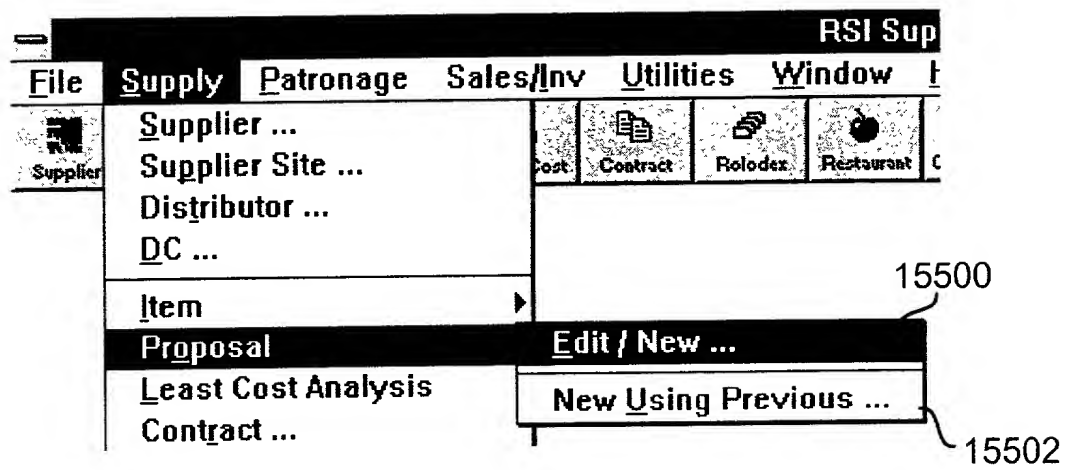 RSI Sup
File Supply Patronage Sales/Inv Utilities Window H
Supplier Cost Contract Rolodex Restaurant
Supplier ...
Supplier Site ...
Distributor ...
DC ...
Item
Proposal
Least Cost Analysis
Contract ...
Edit / New ...
New Using Previous ...
15500
15502